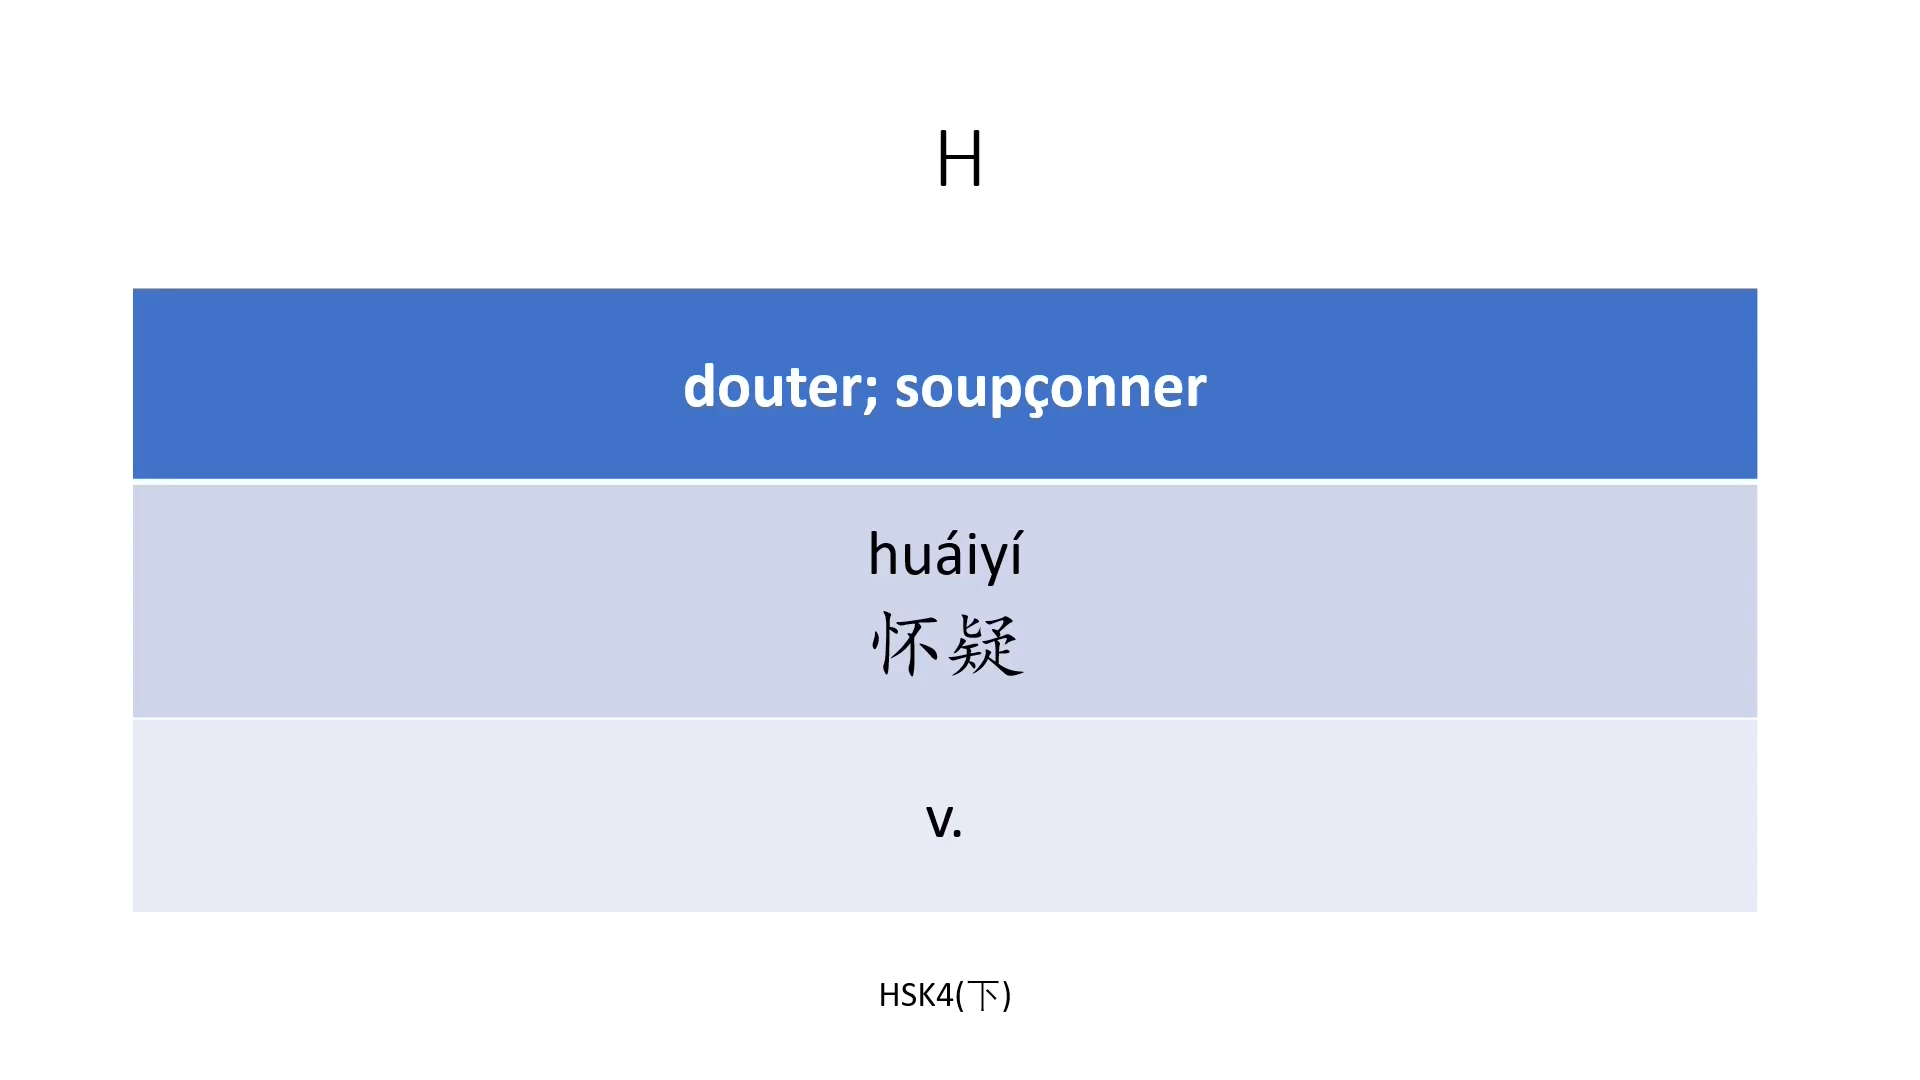 H
douter; soupçonner
huáiyí
怀疑
v.
HSK4(下)